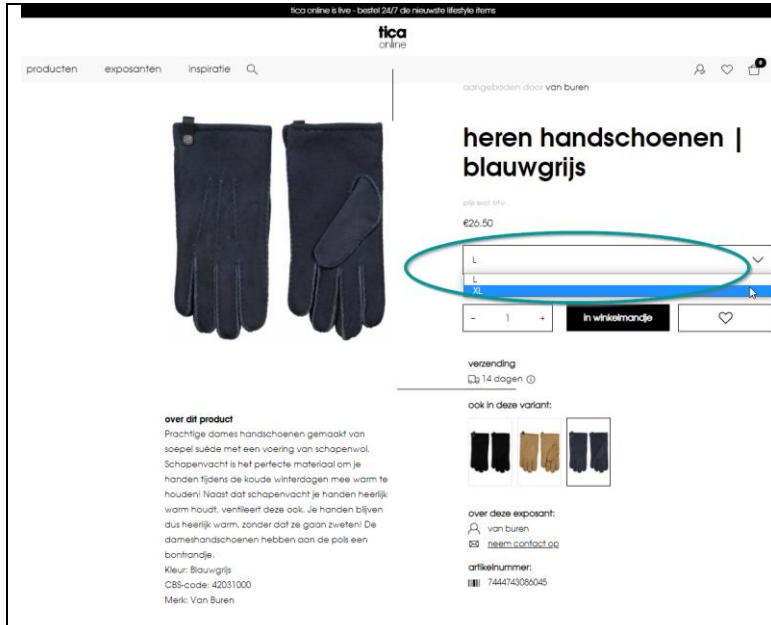 tica online is live - bestel 24/7 de nieuwste lifestyle items
tica
online
producten exposanten inspiratie
0
aangeboden door van buren
heren handschoenen |
blauwgrijs
prijs excl. btw
€26.50
L
L
XL
- 1 +
in winkelmandje
verzending
14 dagen
ook in deze variant:
over dit product
Prachtige dames handschoenen gemaakt van
soepel suède met een voering van schapenwol.
Schapenvacht is het perfecte materiaal om je
handen tijdens de koude winterdagen mee warm te
houden! Naast dat schapenvacht je handen heerlijk
warm houdt, ventileert deze ook. Je handen blijven
dus heerlijk warm, zonder dat ze gaan zweten! De
dameshandschoenen hebben aan de pols een
bontrandje.
Kleur: Blauwgrijs
CBS-code: 42031000
Merk: Van Buren
over deze exposant:
van buren
neem contact op
artikelnummer:
7444743086045